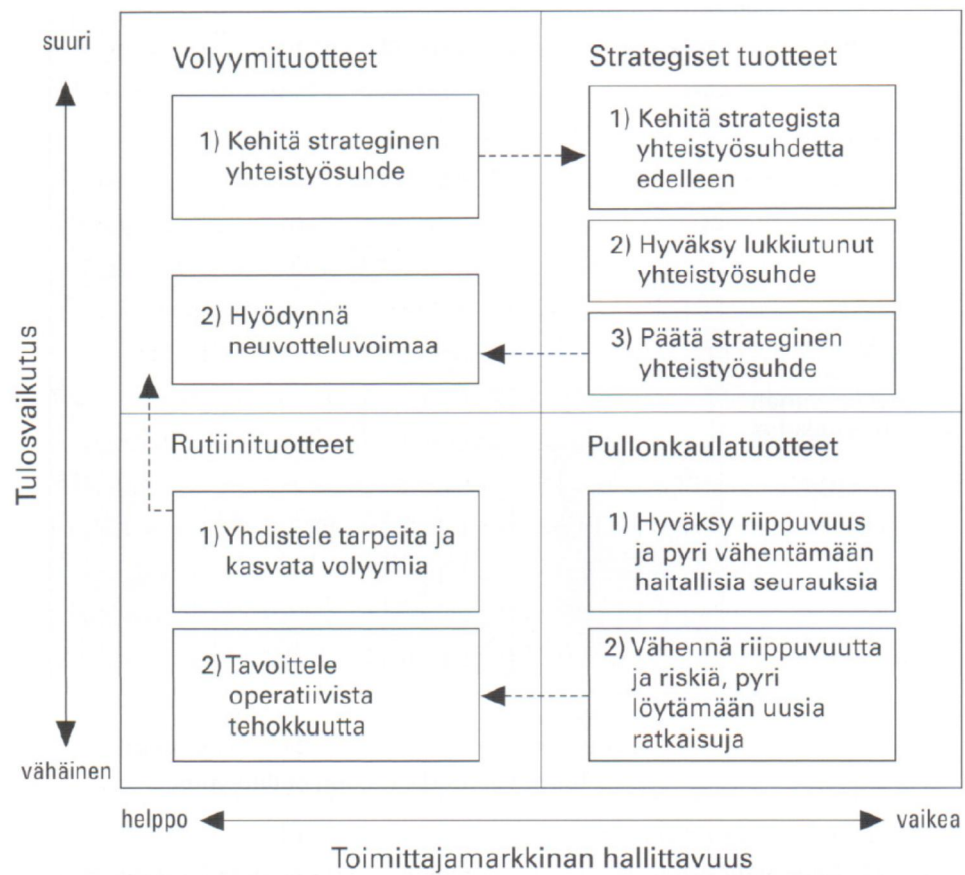 suuri
Volyymituotteet
1) Kehitä strateginen
yhteistyösuhde
2) Hyödynnä
neuvotteluvoimaa
Strategiset tuotteet
1) Kehitä strategista
yhteistyösuhdetta
edelleen
2) Hyväksy lukkiutunut
yhteistyösuhde
3) Päätä strateginen
yhteistyösuhde
Tulosvaikutus
Rutiinituotteet
1) Yhdistele tarpeita ja
kasvata volyymia
2) Tavoittele
operatiivista
tehokkuutta
Pullonkaulatuotteet
1) Hyväksy riippuvuus
ja pyri vähentämään
haitallisia seurauksia
2) Vähennä riippuvuutta
ja riskiä, pyri
löytämään uusia
ratkaisuja
vähäinen
helppo
vaikea
Toimittajamarkkinan hallittavuus